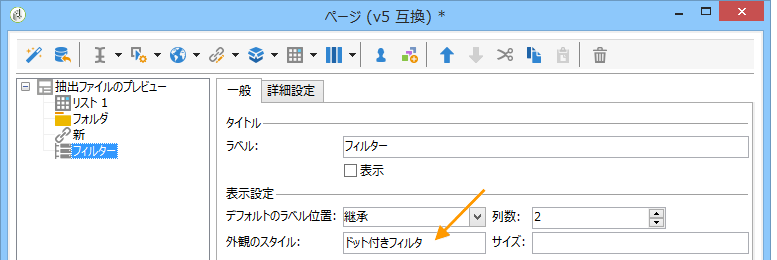 ページ (v5 互換) *
抽出ファイルのプレビュー
リスト 1
フォルダ
新
フィルター
一般
詳細設定
タイトル
ラベル:
フィルター
表示
表示設定
デフォルトのラベル位置:
継承
列数:
2
外観のスタイル:
ドット付きフィルタ
サイズ: